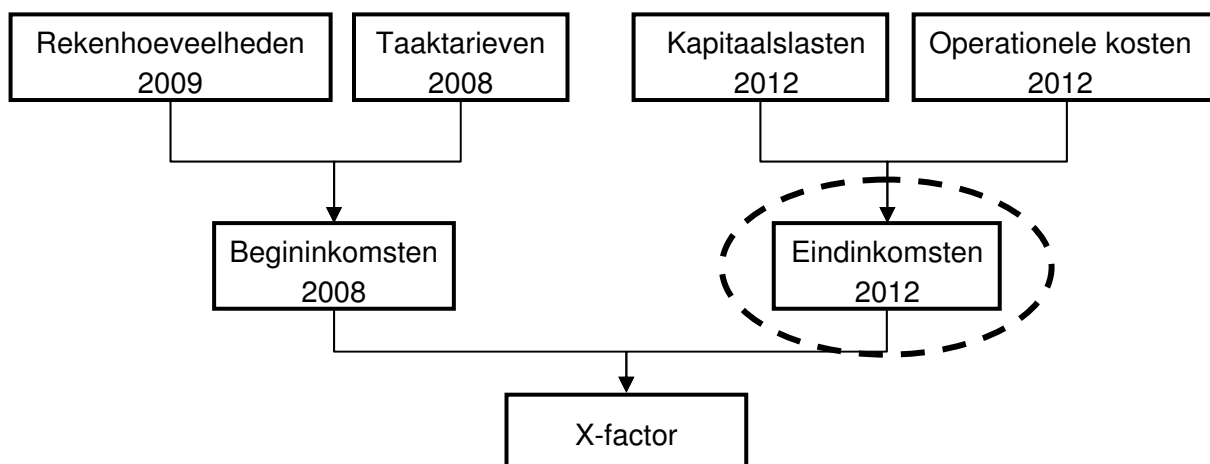 Rekenhoeveelheden
2009
Taaktarieven
2008
Kapitaalslasten
2012
Operationele kosten
2012
Begininkomsten
2008
Eindinkomsten
2012
X-factor